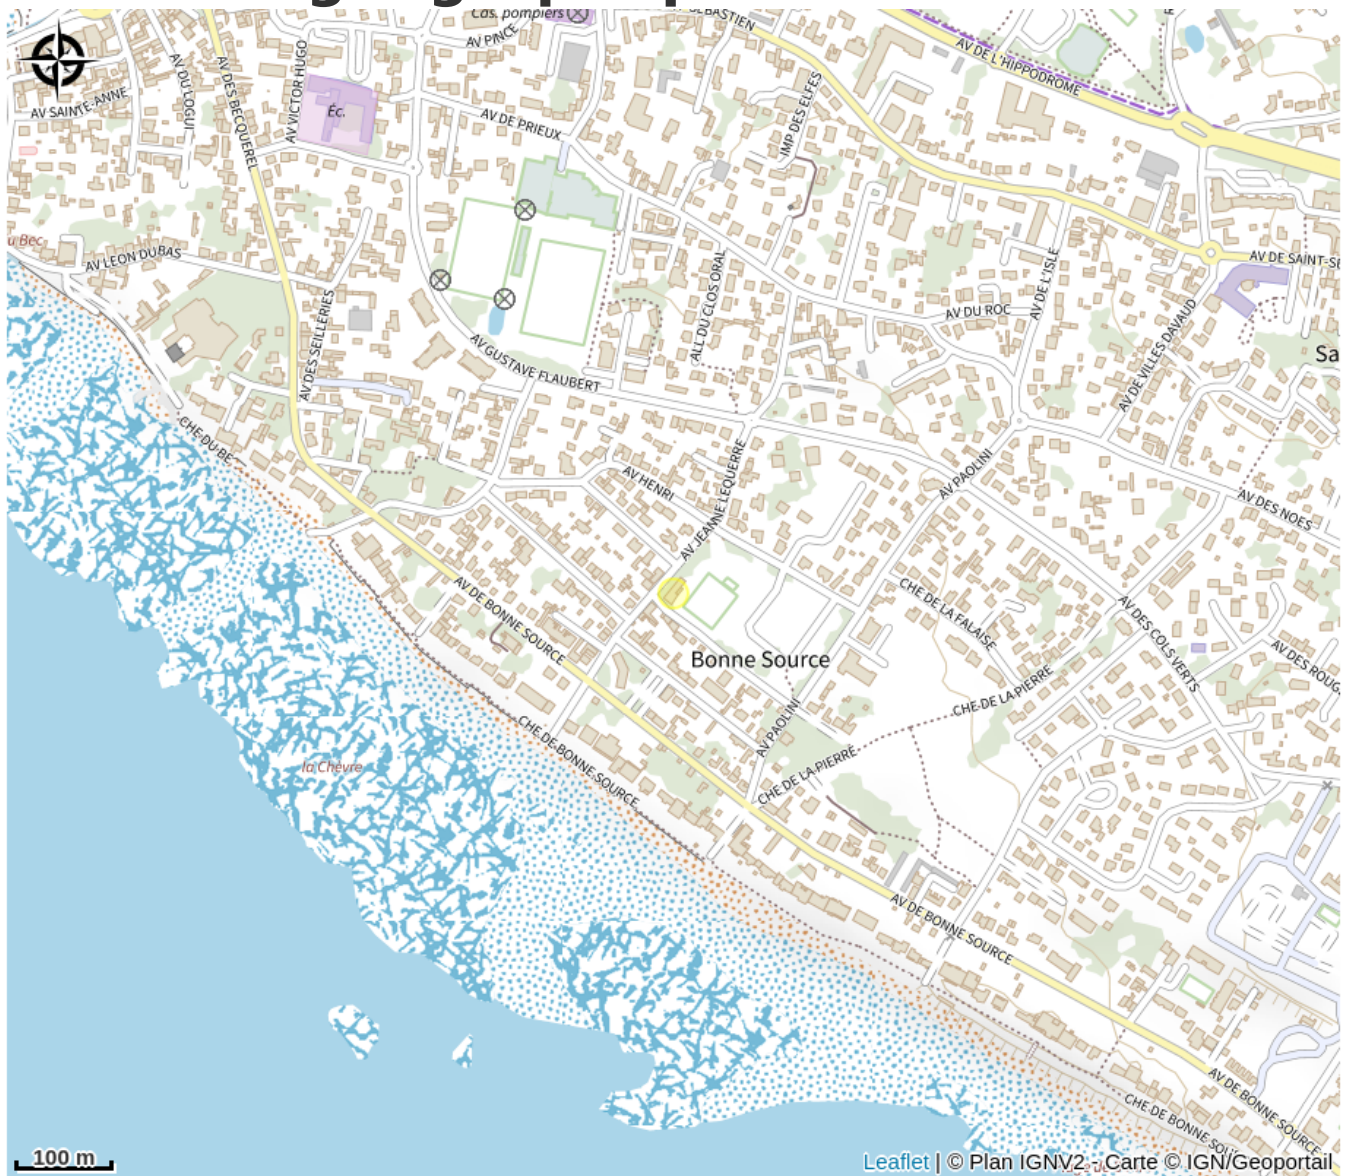 Cas. pompiers
AV PINCE
SÉBASTIEN
AV DE L'HIPPODROME
AV SAINTE-ANNE
AV DU LOGUI
AV DES BECQUEREL
AV VICTOR HUGO
Éc.
AV DE PRIEUX
IMP DES ELFES
u Bec
AV LEON DUBAS
AV DES SEILLERIES
ALL DU CLOS ORAL
AV DE L'ISLE
AV DE SAINT-SE
AV DU ROC
AV DE VILLES DAVAUD
Sa
AV GUSTAVE FLAUBERT
CHE DU BE
AV HENRI
AV JEANNE LEQUERRE
AV PAOLINI
AV DES NOES
AV DE BONNE SOURCE
CHE DE LA FALAISE
AV DES COLS VERTS
AV DES ROUG
Bonne Source
CHE DE LA PIERRE
AV PAOLINI
CHE DE BONNE SOURCE
CHE DE LA PIERRE
la Chèvre
AV DE BONNE SOURCE
AV DE BONNE SOURCE
CHE DE BONNE SOU
100 m
Leaflet | © Plan IGNV2 - Carte © IGN/Geoportail